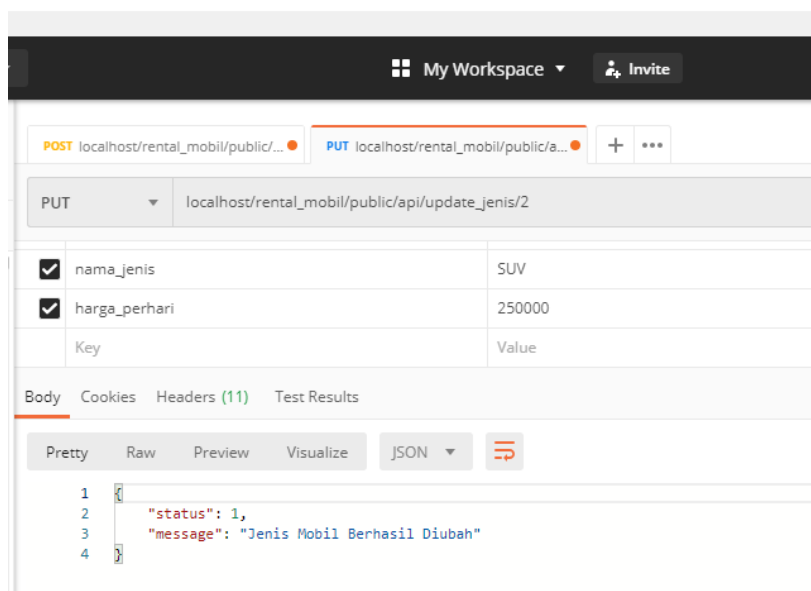 My Workspace Invite
POST localhost/rental_mobil/public/... PUT localhost/rental_mobil/public/a... + •••
PUT localhost/rental_mobil/public/api/update_jenis/2
nama_jenis SUV
harga_perhari 250000
Key Value
Body Cookies Headers (11) Test Results
Pretty Raw Preview Visualize JSON
1 {
2 "status": 1,
3 "message": "Jenis Mobil Berhasil Diubah"
4 }